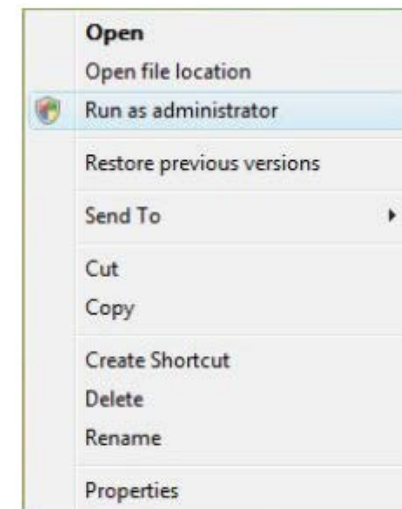 Open
Open file location
Run as administrator
Restore previous versions
Send To
Cut
Copy
Create Shortcut
Delete
Rename
Properties